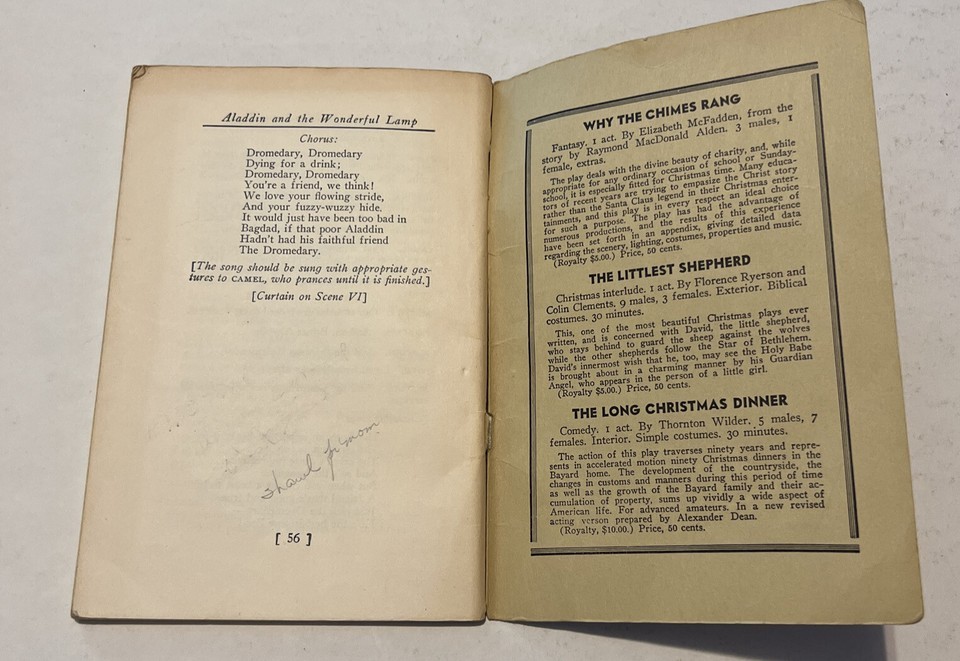 Aladdin and the Wonderful Lamp
Chorus:
Dromedary, Dromedary
Dying for a drink;
Dromedary, Dromedary
You're a friend, we think!
We love your flowing stride,
And your fuzzy-wuzzy hide.
It would just have been too bad in
Bagdad, if that poor Aladdin
Hadn't had his faithful friend
The Dromedary.
[The song should be sung with appropriate ges-
tures to CAMEL, who prances until it is finished.]
[Curtain on Scene VI]
shawl
mom
[ 56 ]
WHY THE CHIMES RANG
Fantasy. 1 act. By Elizabeth McFadden, from the
story by Raymond MacDonald Alden. 3 males, 1
female, extras.
The play deals with the divine beauty of charity, and, while
appropriate for any ordinary occasion of school or Sunday-
school, it is especially fitted for Christmas time. Many educa-
tors of recent years are trying to empasize the Christ story
rather than the Santa Claus legend in their Christmas enter-
tainments, and this play is in every respect an ideal choice
for such a purpose. The play has had the advantage of
numerous productions, and the results of this experience
have been set forth in an appendix, giving detailed data
regarding the scenery, lighting, costumes, properties and music.
(Royalty $5.00.) Price, 50 cents.
THE LITTLEST SHEPHERD
Christmas interlude. 1 act. By Florence Ryerson and
Colin Clements. 9 males, 3 females. Exterior. Biblical
costumes. 30 minutes.
This, one of the most beautiful Christmas plays ever
written, and is concerned with David, the little shepherd,
who stays behind to guard the sheep against the wolves
while the other shepherds follow the Star of Bethlehem.
David's innermost wish that he, too, may see the Holy Babe
is brought about in a charming manner by his Guardian
Angel, who appears in the person of a little girl.
(Royalty $5.00.) Price, 50 cents.
THE LONG CHRISTMAS DINNER
Comedy. 1 act. By Thornton Wilder. 5 males, 7
females. Interior. Simple costumes. 30 minutes.
The action of this play traverses ninety years and repre-
sents in accelerated motion ninety Christmas dinners in the
Bayard home. The development of the countryside, the
changes in customs and manners during this period of time
as well as the growth of the Bayard family and their ac-
cumulation of property, sums up vividly a wide aspect of
American life. For advanced amateurs. In a new revised
acting verson prepared by Alexander Dean.
(Royalty, $10.00.) Price, 50 cents.